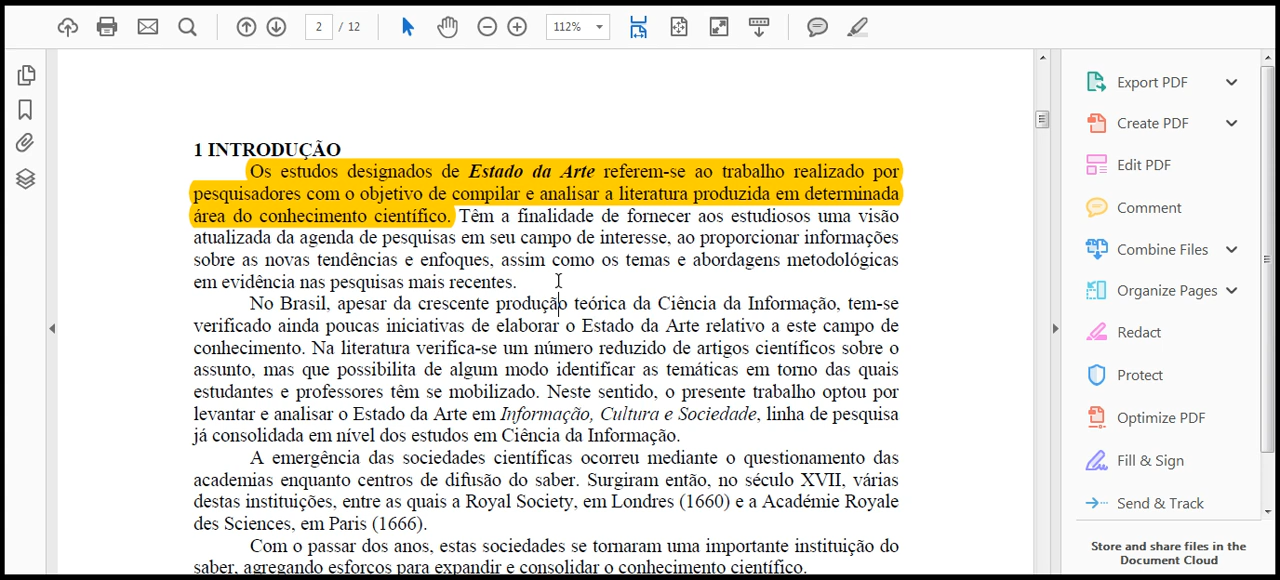 2 / 12
112%
1 INTRODUÇÃO
Os estudos designados de Estado da Arte referem-se ao trabalho realizado por
pesquisadores com o objetivo de compilar e analisar a literatura produzida em determinada
área do conhecimento científico. Têm a finalidade de fornecer aos estudiosos uma visão
atualizada da agenda de pesquisas em seu campo de interesse, ao proporcionar informações
sobre as novas tendências e enfoques, assim como os temas e abordagens metodológicas
em evidência nas pesquisas mais recentes.
No Brasil, apesar da crescente produção teórica da Ciência da Informação, tem-se
verificado ainda poucas iniciativas de elaborar o Estado da Arte relativo a este campo de
conhecimento. Na literatura verifica-se um número reduzido de artigos científicos sobre o
assunto, mas que possibilita de algum modo identificar as temáticas em torno das quais
estudantes e professores têm se mobilizado. Neste sentido, o presente trabalho optou por
levantar e analisar o Estado da Arte em Informação, Cultura e Sociedade, linha de pesquisa
já consolidada em nível dos estudos em Ciência da Informação.
A emergência das sociedades científicas ocorreu mediante o questionamento das
academias enquanto centros de difusão do saber. Surgiram então, no século XVII, várias
destas instituições, entre as quais a Royal Society, em Londres (1660) e a Académie Royale
des Sciences, em Paris (1666).
Com o passar dos anos, estas sociedades se tornaram uma importante instituição do
saber, agregando esforços para expandir e consolidar o conhecimento científico.
Export PDF
Create PDF
Edit PDF
Comment
Combine Files
Organize Pages
Redact
Protect
Optimize PDF
Fill & Sign
Send & Track
Store and share files in the
Document Cloud